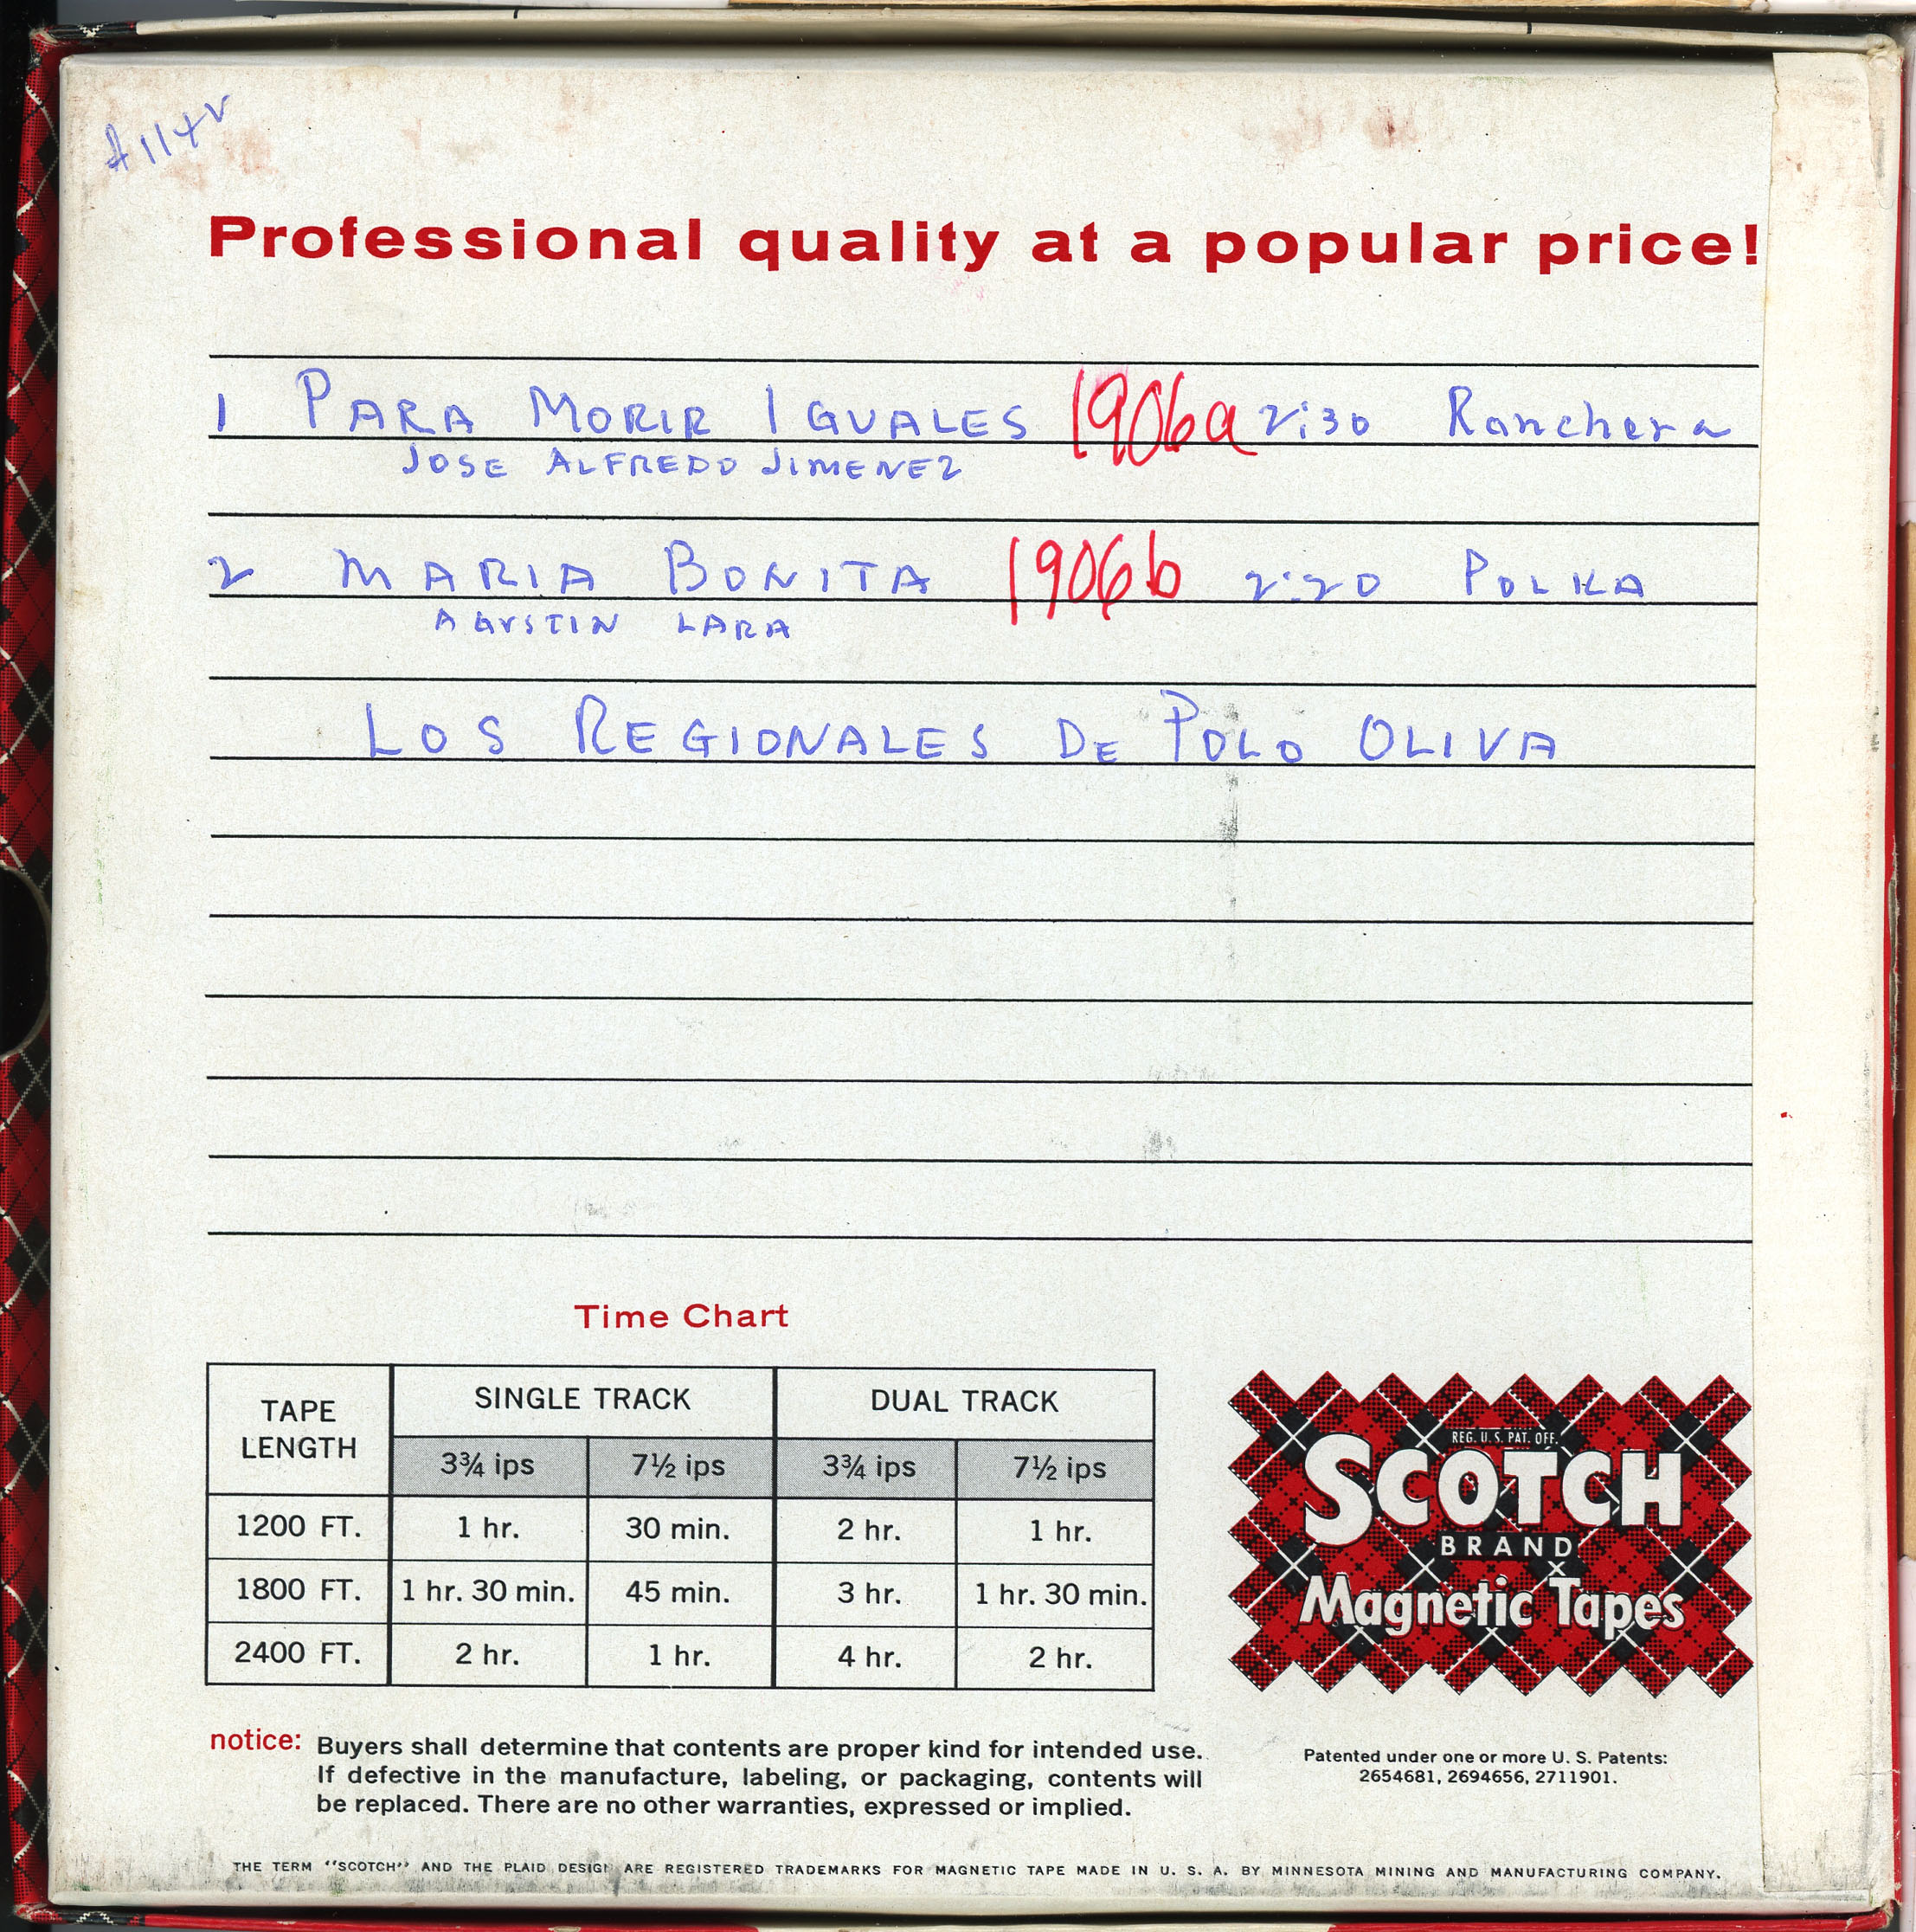 #114V
Professional quality at a popular price!
1 PARA MORIR IGUALES 1906a 2:30 Ranchera
JOSE ALFREDO JIMENEZ
2 MARIA BONITA 1906b 2:20 POLKA
AGUSTIN LARA
LOS REGIONALES DE POLO OLIVA
Time Chart
TAPE LENGTH SINGLE TRACK DUAL TRACK
3¾ ips 7½ ips 3¾ ips 7½ ips
1200 FT. 1 hr. 30 min. 2 hr. 1 hr.
1800 FT. 1 hr. 30 min. 45 min. 3 hr. 1 hr. 30 min.
2400 FT. 2 hr. 1 hr. 4 hr. 2 hr.
REG. U. S. PAT. OFF.
SCOTCH
BRAND
Magnetic Tapes
notice: Buyers shall determine that contents are proper kind for intended use.
If defective in the manufacture, labeling, or packaging, contents will
be replaced. There are no other warranties, expressed or implied.
Patented under one or more U. S. Patents:
2654681, 2694656, 2711901.
THE TERM "SCOTCH" AND THE PLAID DESIGN ARE REGISTERED TRADEMARKS FOR MAGNETIC TAPE MADE IN U. S. A. BY MINNESOTA MINING AND MANUFACTURING COMPANY.